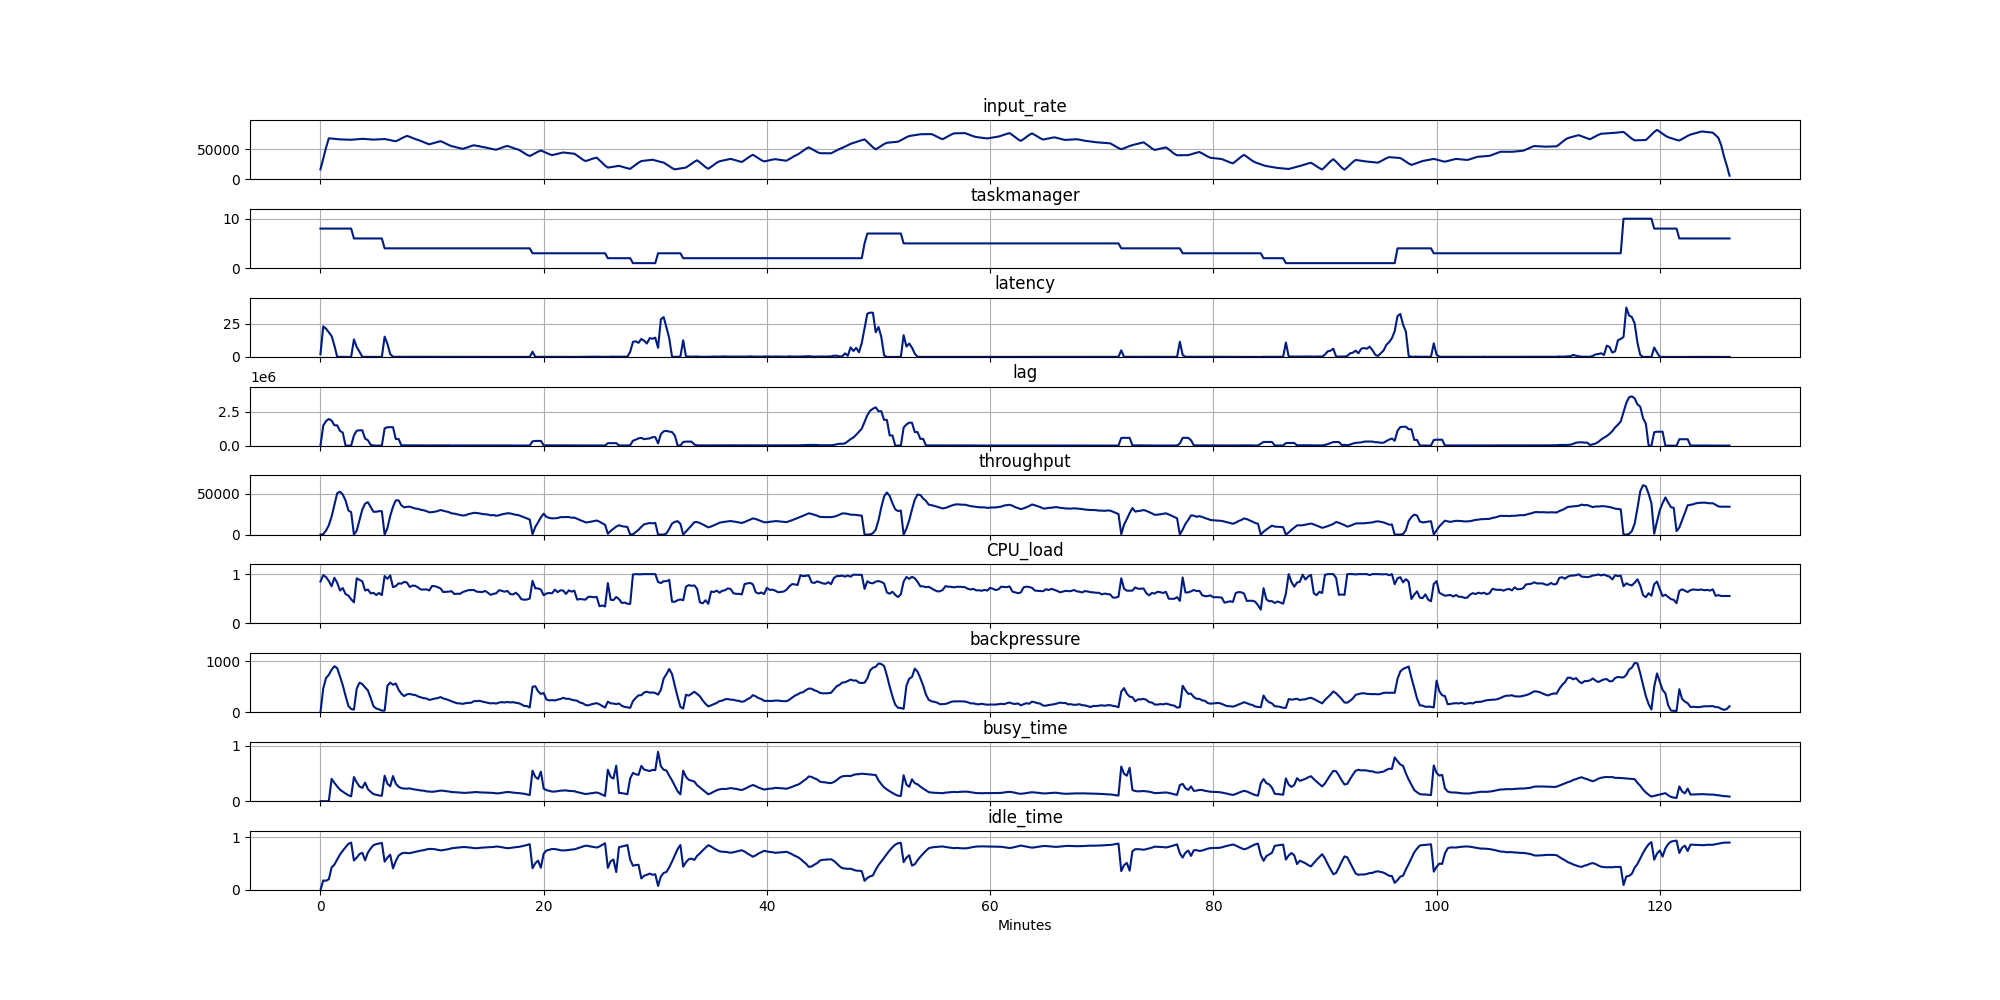 input_rate
50000
0
taskmanager
10
0
latency
25
0
lag
1e6
2.5
0.0
throughput
50000
0
CPU_load
1
0
backpressure
1000
0
busy_time
1
0
idle_time
1
0
0 20 40 60 80 100 120
Minutes